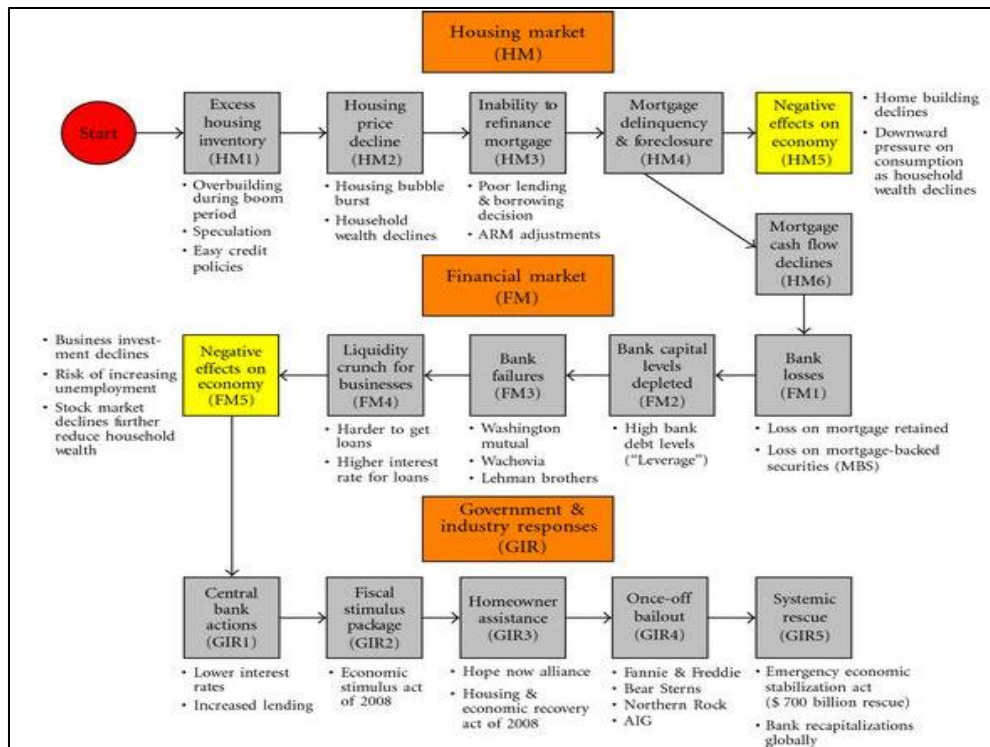 Housing market
(HM)
Start
Excess
housing
inventory
(HM1)
• Overbuilding
during boom
period
• Speculation
• Easy credit
policies
Housing
price
decline
(HM2)
• Housing bubble
burst
• Household
wealth declines
Inability to
refinance
mortgage
(HM3)
• Poor lending
& borrowing
decision
• ARM adjustments
Mortgage
delinquency
& foreclosure
(HM4)
Negative
effects on
economy
(HM5)
• Home building
declines
• Downward
pressure on
consumption
as household
wealth declines
Mortgage
cash flow
declines
(HM6)
Financial market
(FM)
Bank
losses
(FM1)
• Loss on mortgage retained
• Loss on mortgage-backed
securities (MBS)
Bank capital
levels
depleted
(FM2)
• High bank
debt levels
("Leverage")
Bank
failures
(FM3)
• Washington
mutual
• Wachovia
• Lehman brothers
Liquidity
crunch for
businesses
(FM4)
• Harder to get
loans
• Higher interest
rate for loans
Negative
effects on
economy
(FM5)
• Business invest-
ment declines
• Risk of increasing
unemployment
• Stock market
declines further
reduce household
wealth
Government &
industry responses
(GIR)
Central
bank
actions
(GIR1)
• Lower interest
rates
• Increased lending
Fiscal
stimulus
package
(GIR2)
• Economic
stimulus act
of 2008
Homeowner
assistance
(GIR3)
• Hope now alliance
• Housing &
economic recovery
act of 2008
Once-off
bailout
(GIR4)
• Fannie & Freddie
• Bear Sterns
• Northern Rock
• AIG
Systemic
rescue
(GIR5)
• Emergency economic
stabilization act
($ 700 billion rescue)
• Bank recapitalizations
globally